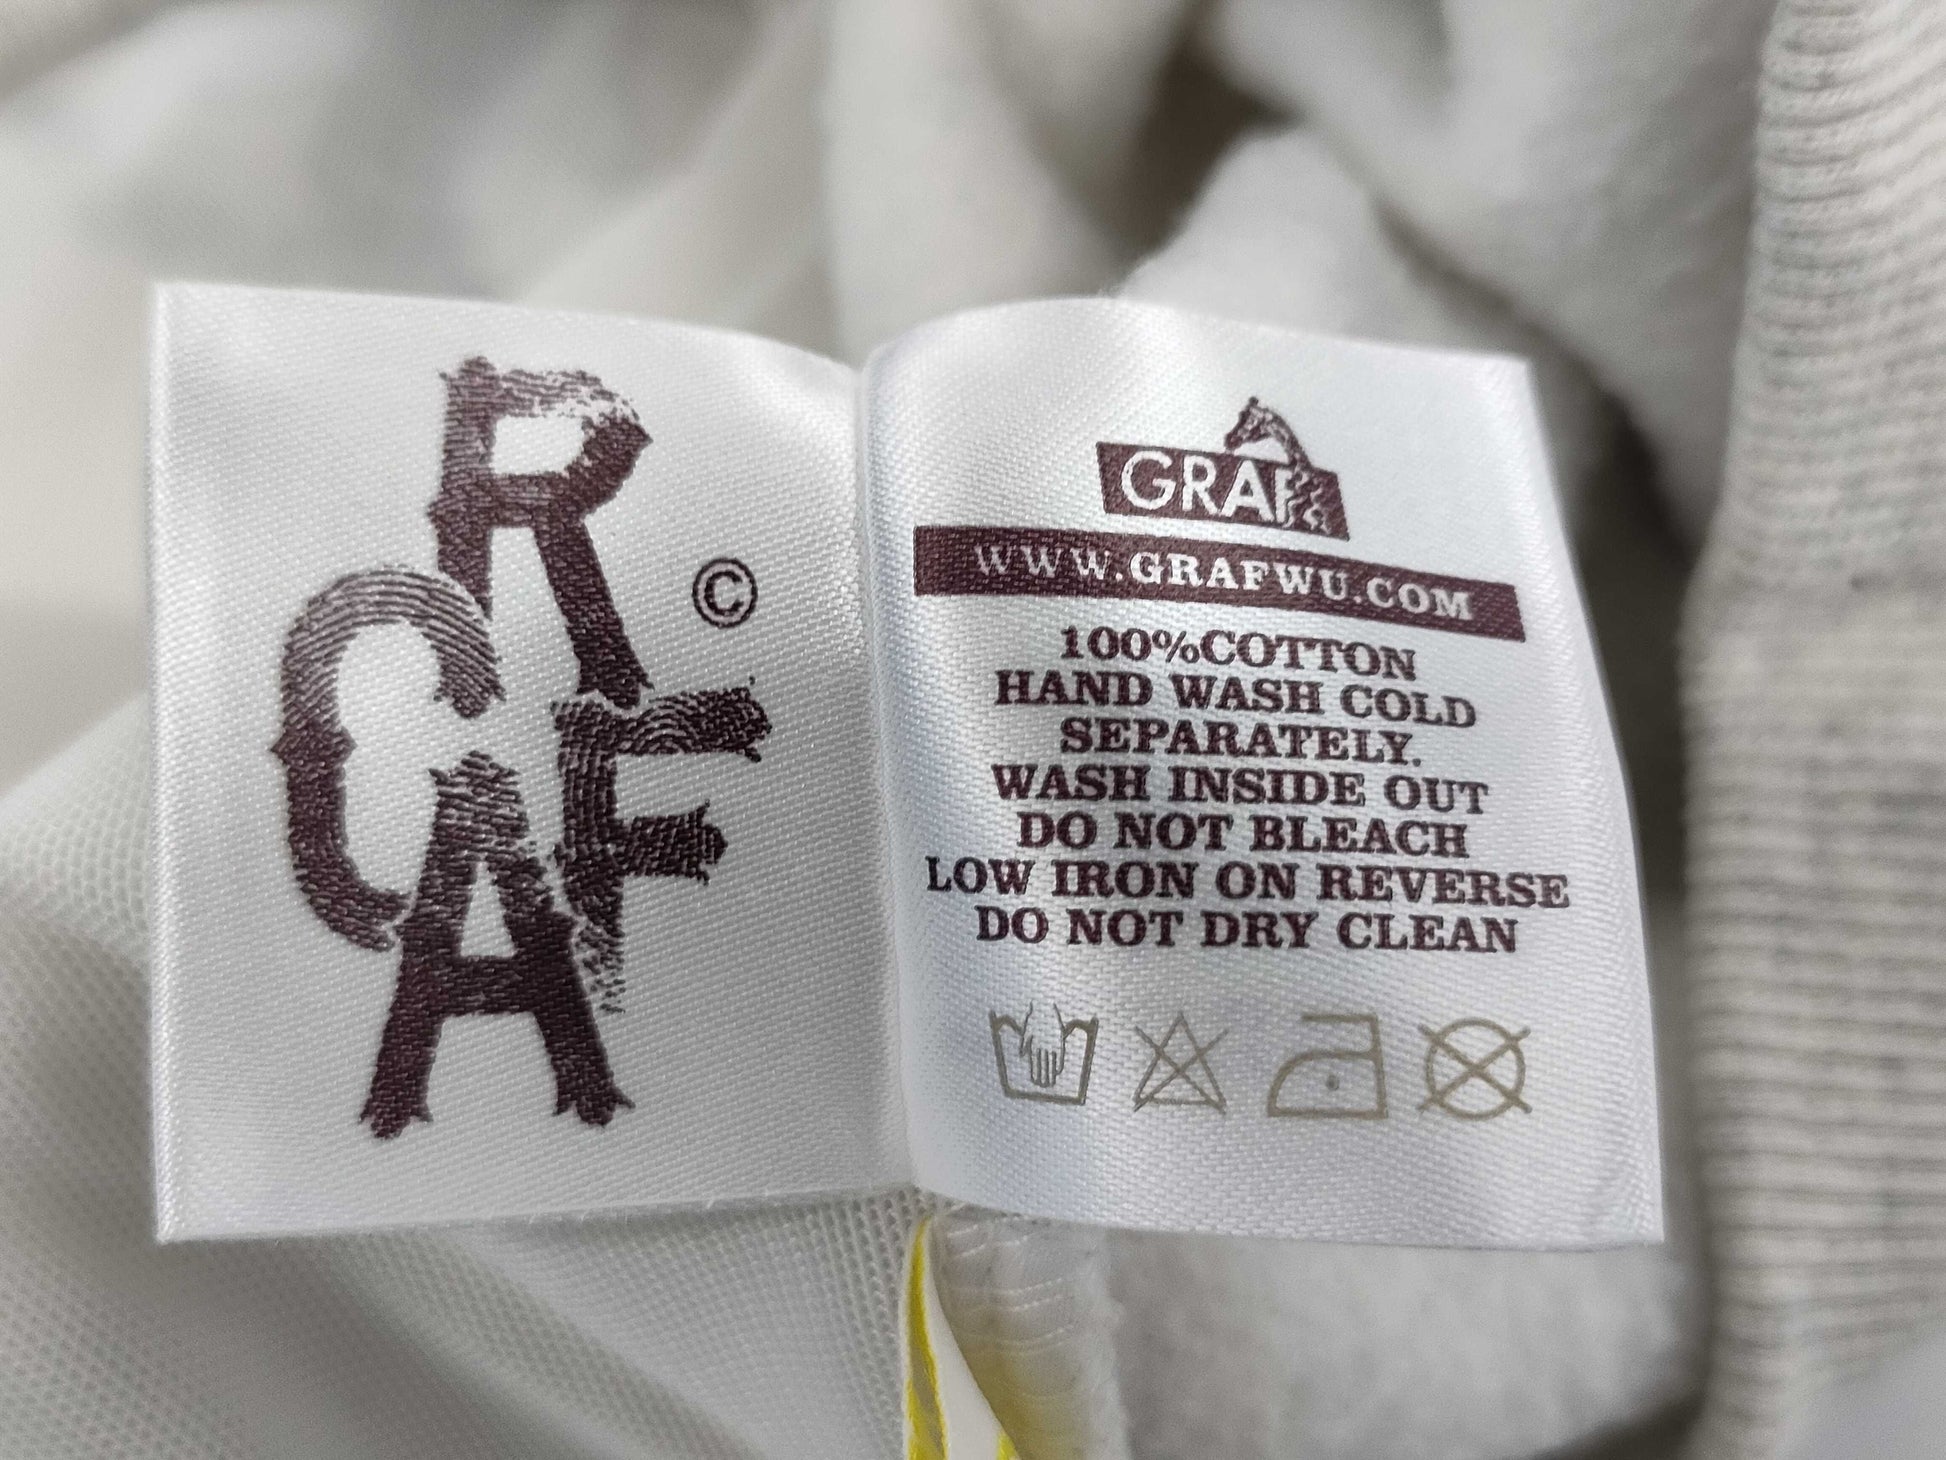 R
C
F
A
©
GRAF
WWW.GRAFWU.COM
100%COTTON
HAND WASH COLD
SEPARATELY.
WASH INSIDE OUT
DO NOT BLEACH
LOW IRON ON REVERSE
DO NOT DRY CLEAN